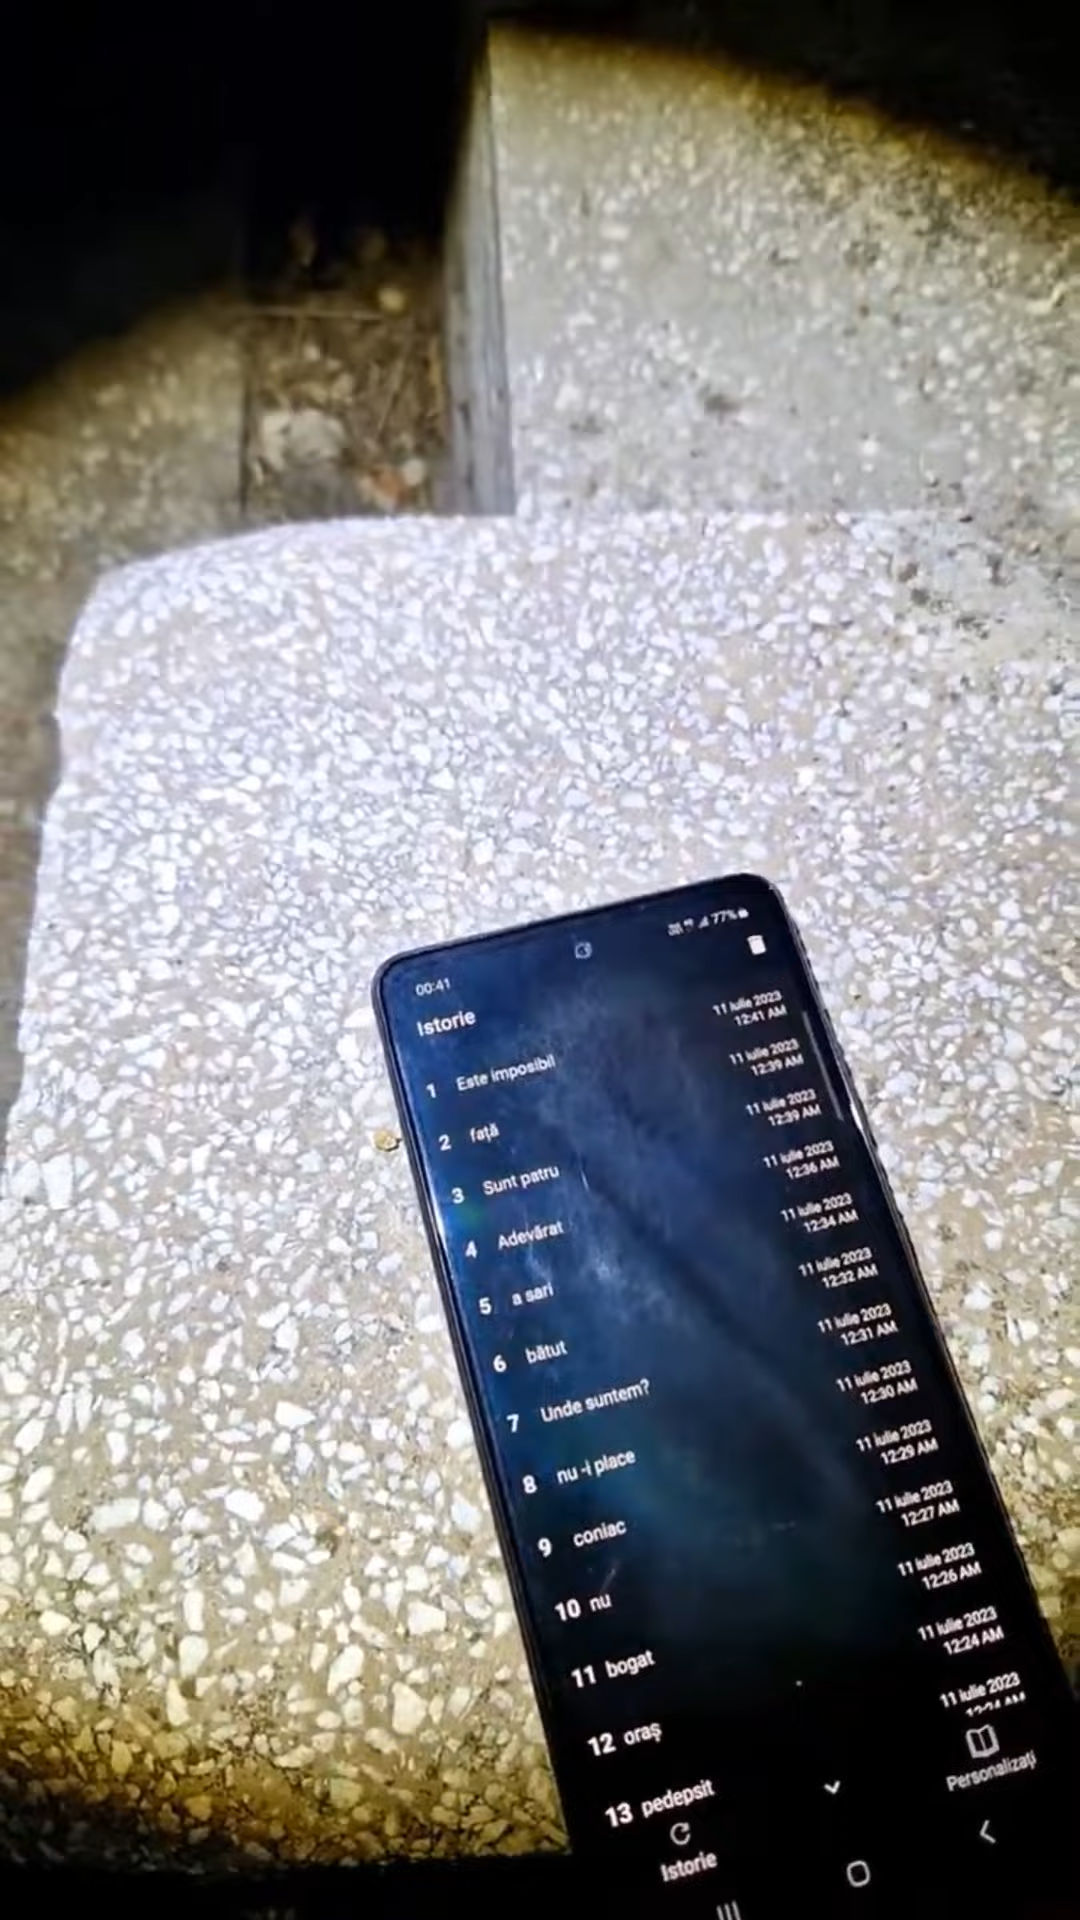 00:41
77%
Istorie
11 iulie 2023
12:41 AM
1 Este imposibil
11 iulie 2023
12:39 AM
2 față
11 iulie 2023
12:39 AM
3 Sunt patru
11 iulie 2023
12:36 AM
4 Adevărat
11 iulie 2023
12:34 AM
5 a sari
11 iulie 2023
12:32 AM
6 bătut
11 iulie 2023
12:31 AM
7 Unde suntem?
11 iulie 2023
12:30 AM
8 nu -i place
11 iulie 2023
12:29 AM
9 coniac
11 iulie 2023
12:27 AM
10 nu
11 iulie 2023
12:26 AM
11 bogat
11 iulie 2023
12:24 AM
12 oraș
11 iulie 2023
13 pedepsit
Istorie
Personalizați